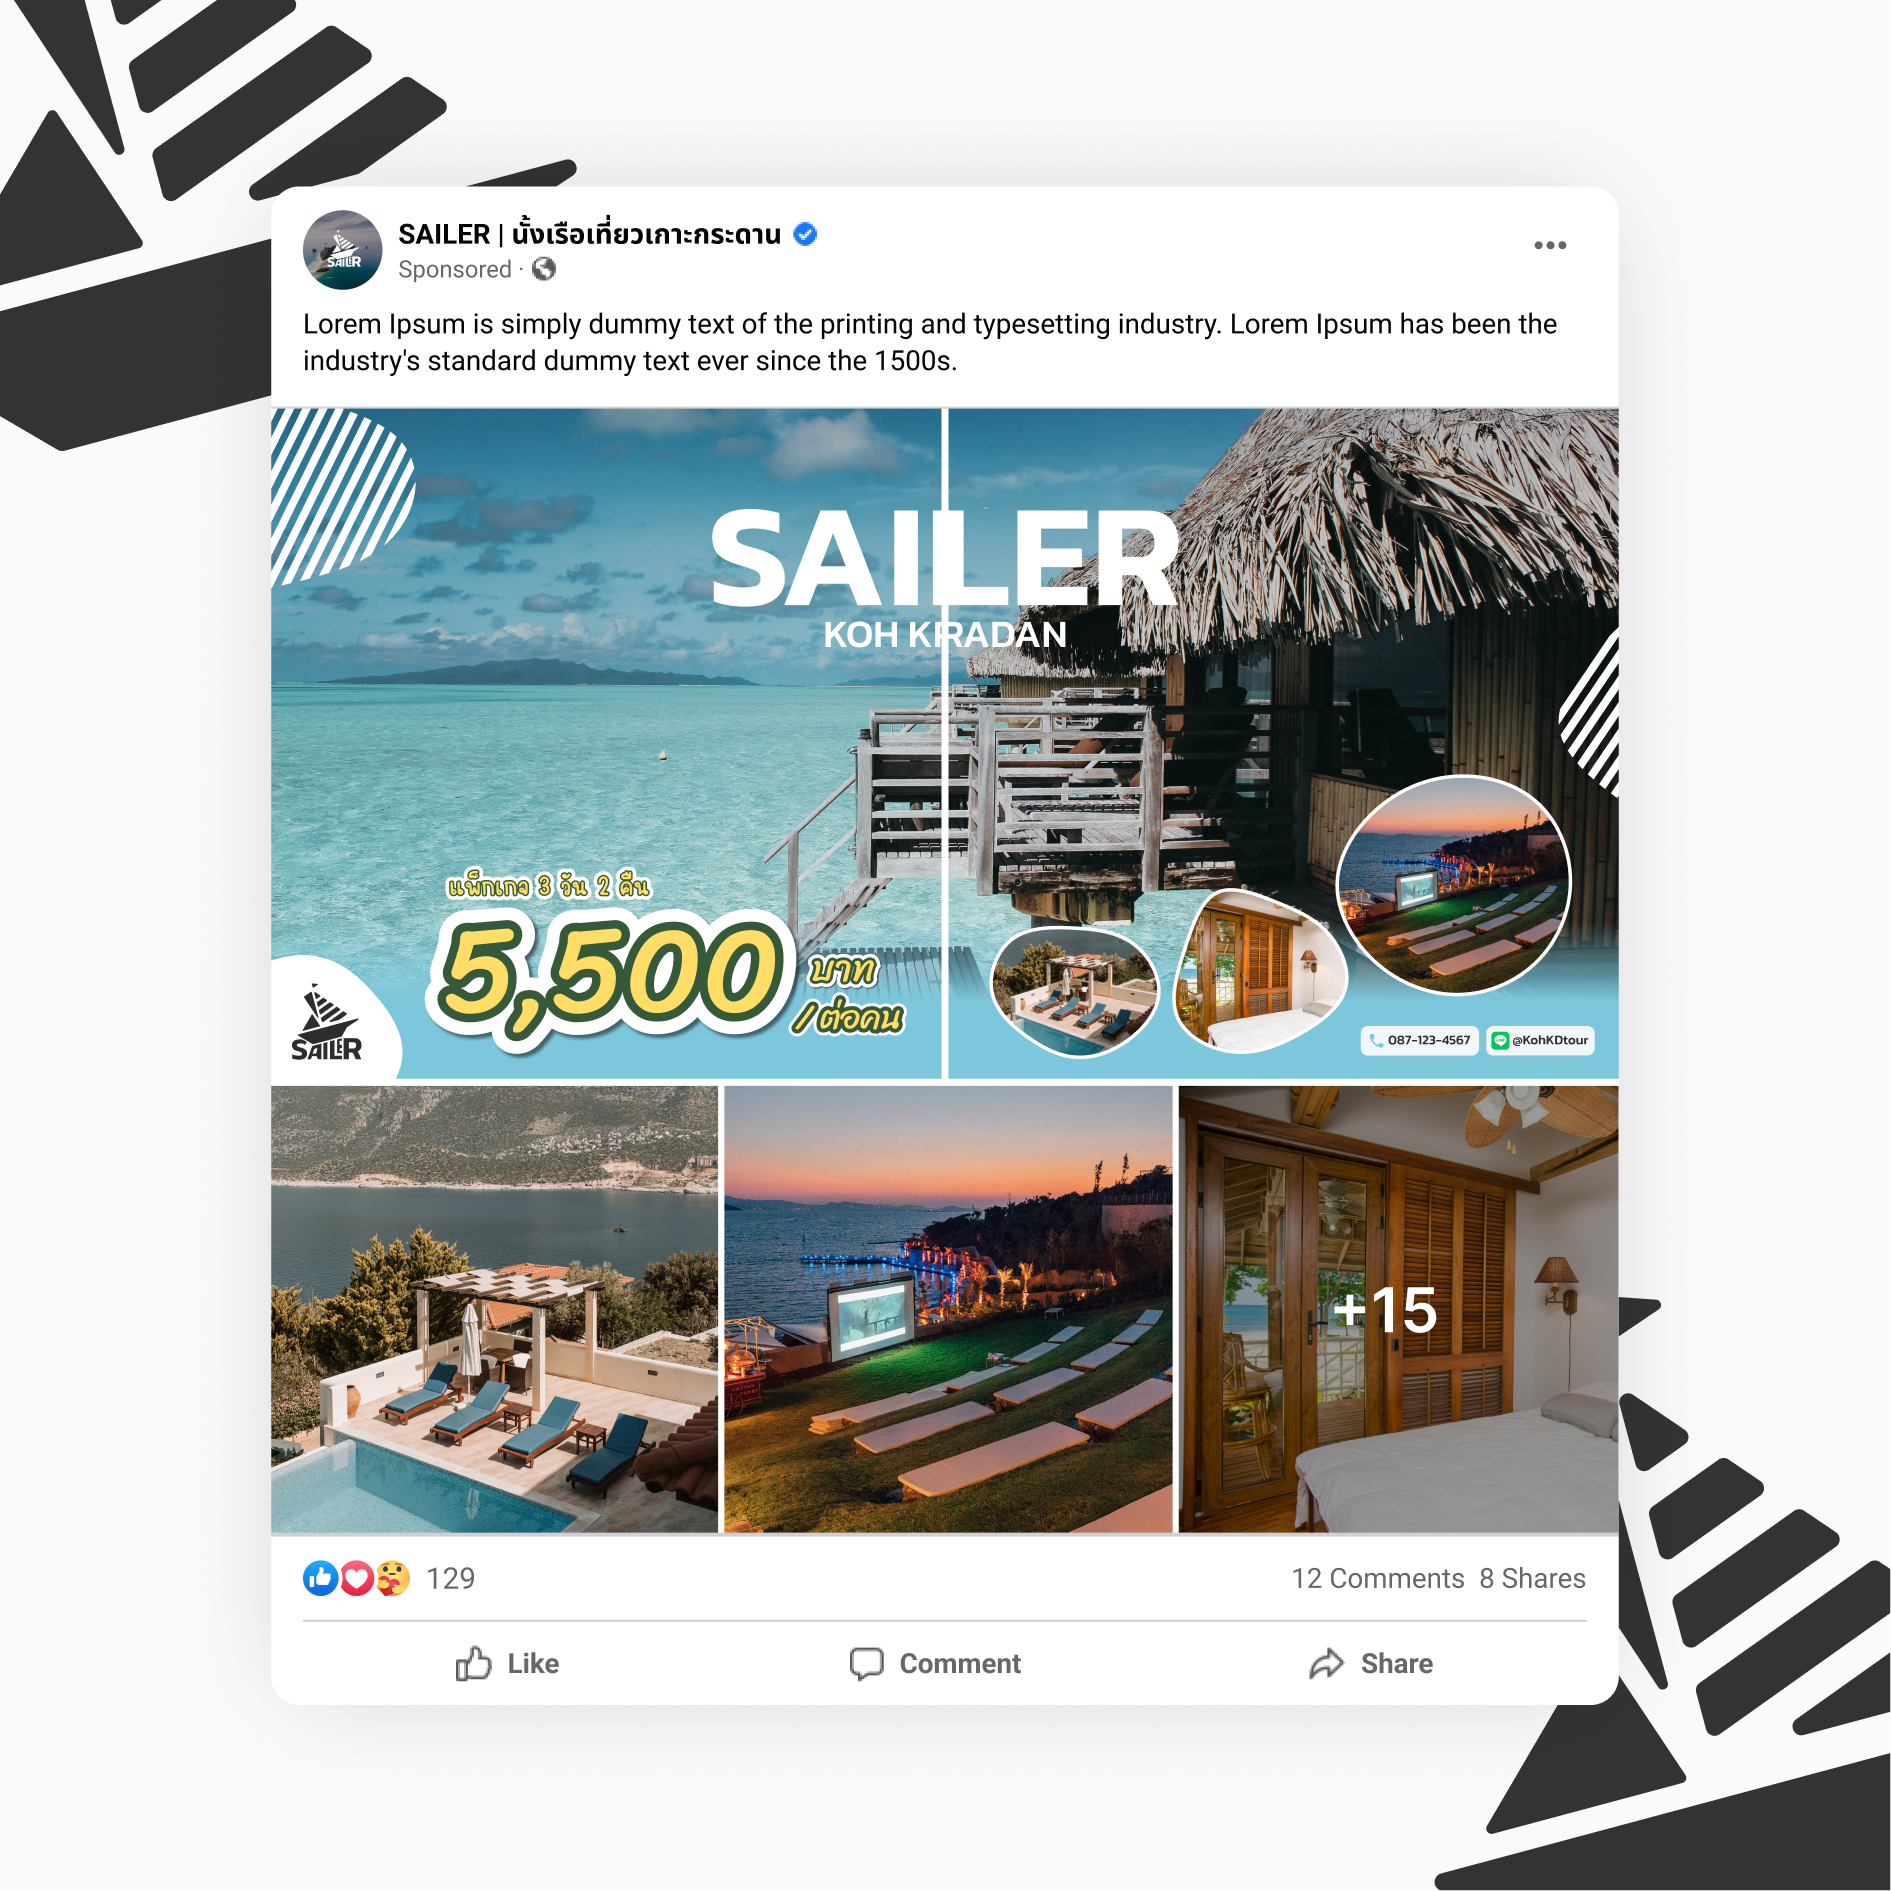 SAILER | นั้งเรือเที่ยวเกาะกระดาน
Sponsored ·
Lorem Ipsum is simply dummy text of the printing and typesetting industry. Lorem Ipsum has been the
industry's standard dummy text ever since the 1500s.
SAILER
KOH KRADAN
แพ็กเกจ 3 วัน 2 คืน
5,500 บาท
/ ต่อคน
SAILER
087-123-4567 @KohKDtour
+15
129 12 Comments 8 Shares
Like Comment Share